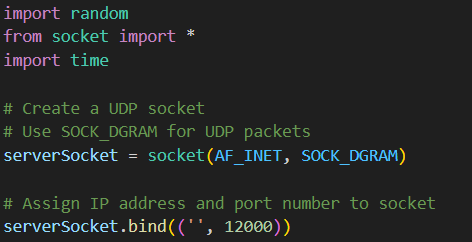 import random
from socket import *
import time
# Create a UDP socket
# Use SOCK_DGRAM for UDP packets
serverSocket = socket(AF_INET, SOCK_DGRAM)
# Assign IP address and port number to socket
serverSocket.bind(('', 12000))